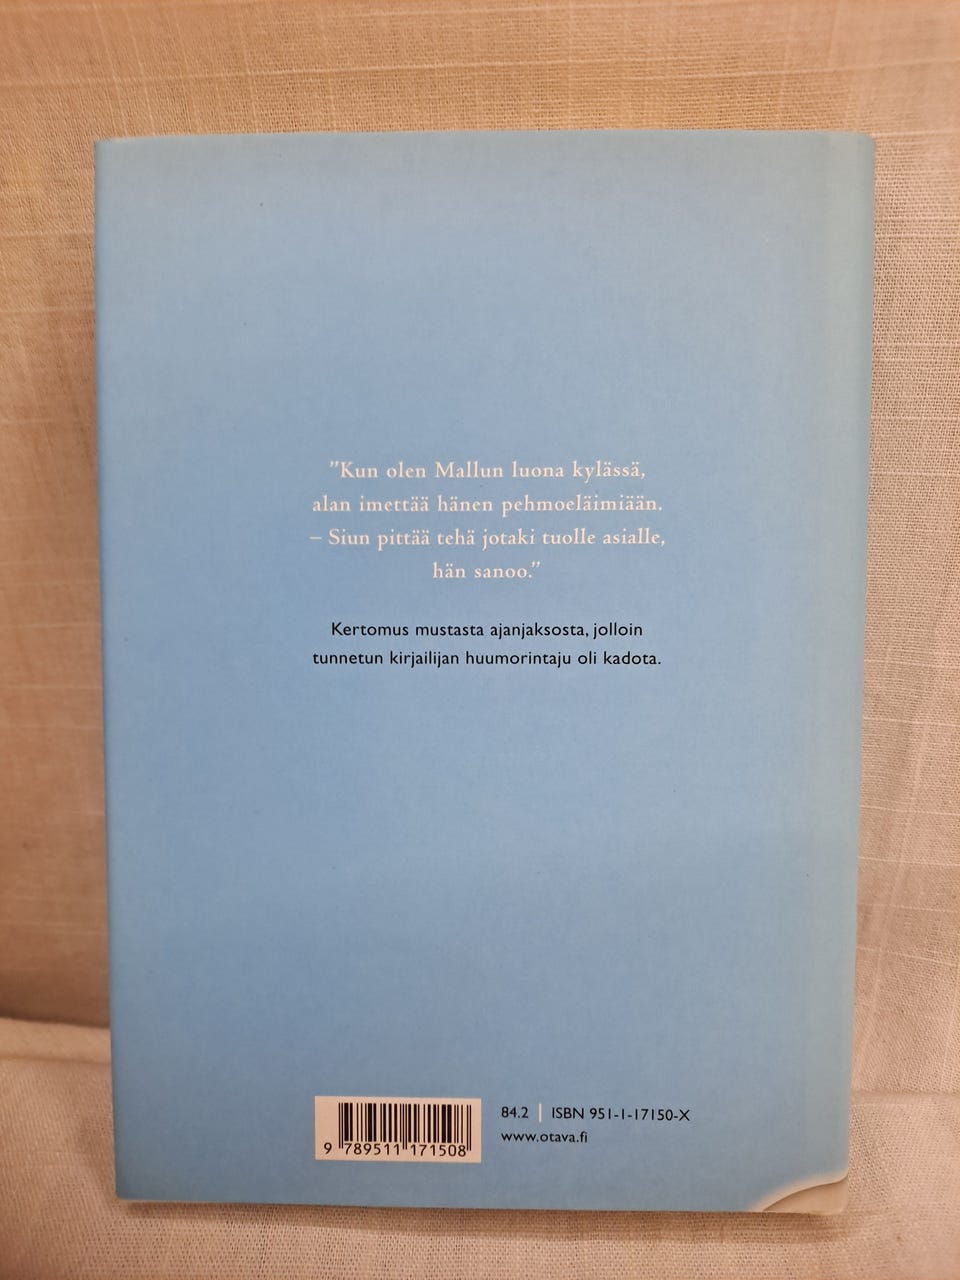 ”Kun olen Mallun luona kylässä,
alan imettää hänen pehmoeläimiään.
– Siun pittää tehä jotaki tuolle asialle,
hän sanoo.”
Kertomus mustasta ajanjaksosta, jolloin
tunnetun kirjailijan huumorintaju oli kadota.
84.2 | ISBN 951-1-17150-X
www.otava.fi
9 789511 171508